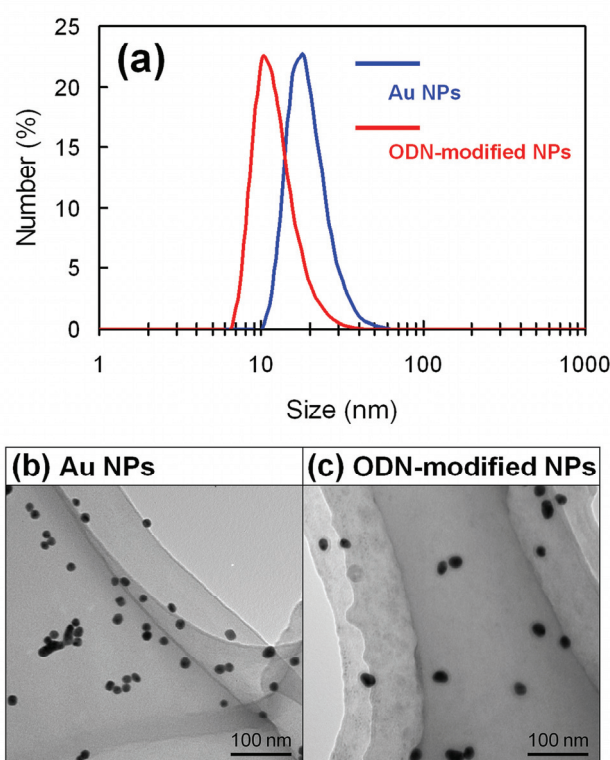 (a)
Number (%)
25
20
15
10
5
0
Au NPs
ODN-modified NPs
1
10
100
1000
Size (nm)
(b) Au NPs
(c) ODN-modified NPs
100 nm
100 nm